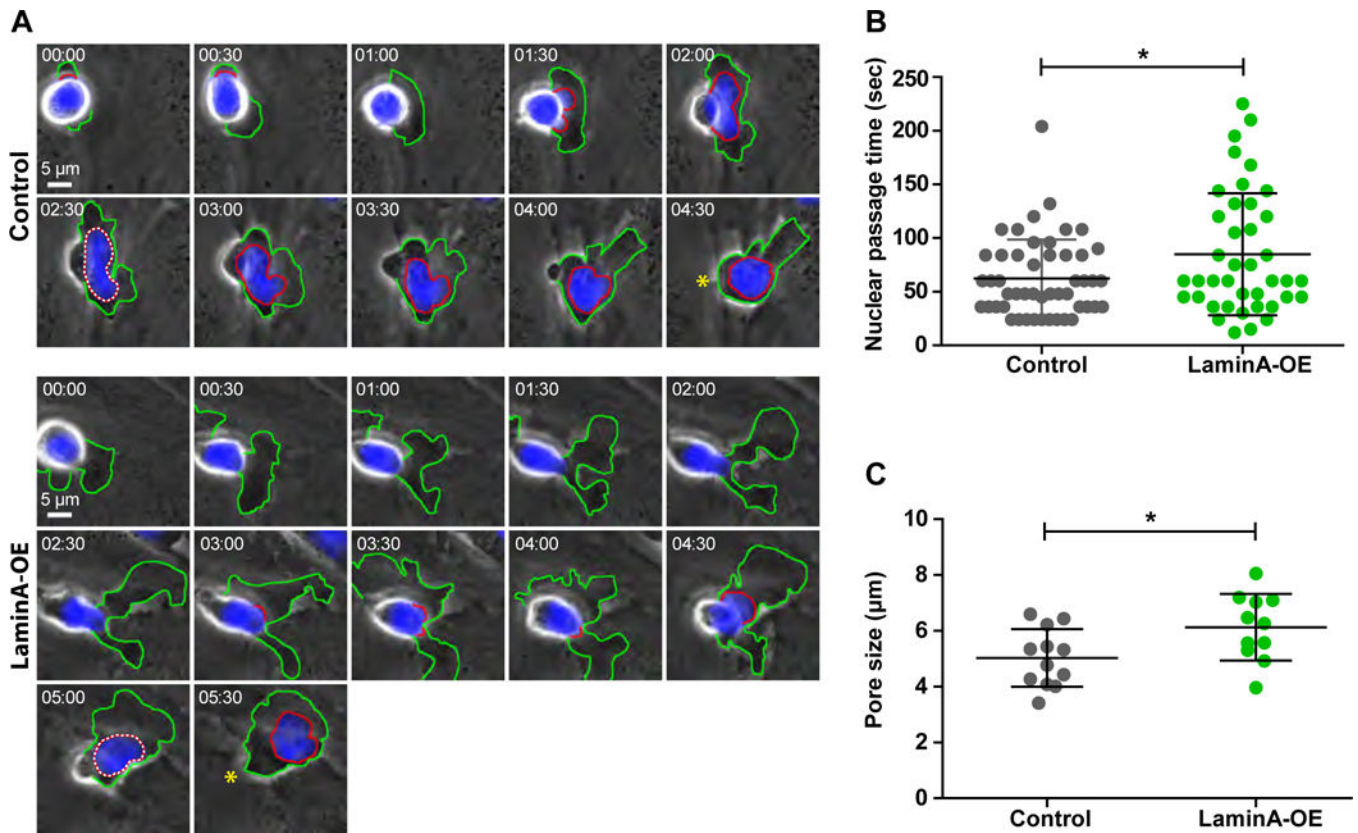 A
Control
00:00
00:30
01:00
01:30
02:00
5 µm
02:30
03:00
03:30
04:00
04:30
*
LaminA-OE
00:00
00:30
01:00
01:30
02:00
5 µm
02:30
03:00
03:30
04:00
04:30
05:00
05:30
*
B
*
Nuclear passage time (sec)
250
200
150
100
50
0
Control
LaminA-OE
C
*
Pore size (µm)
10
8
6
4
2
0
Control
LaminA-OE